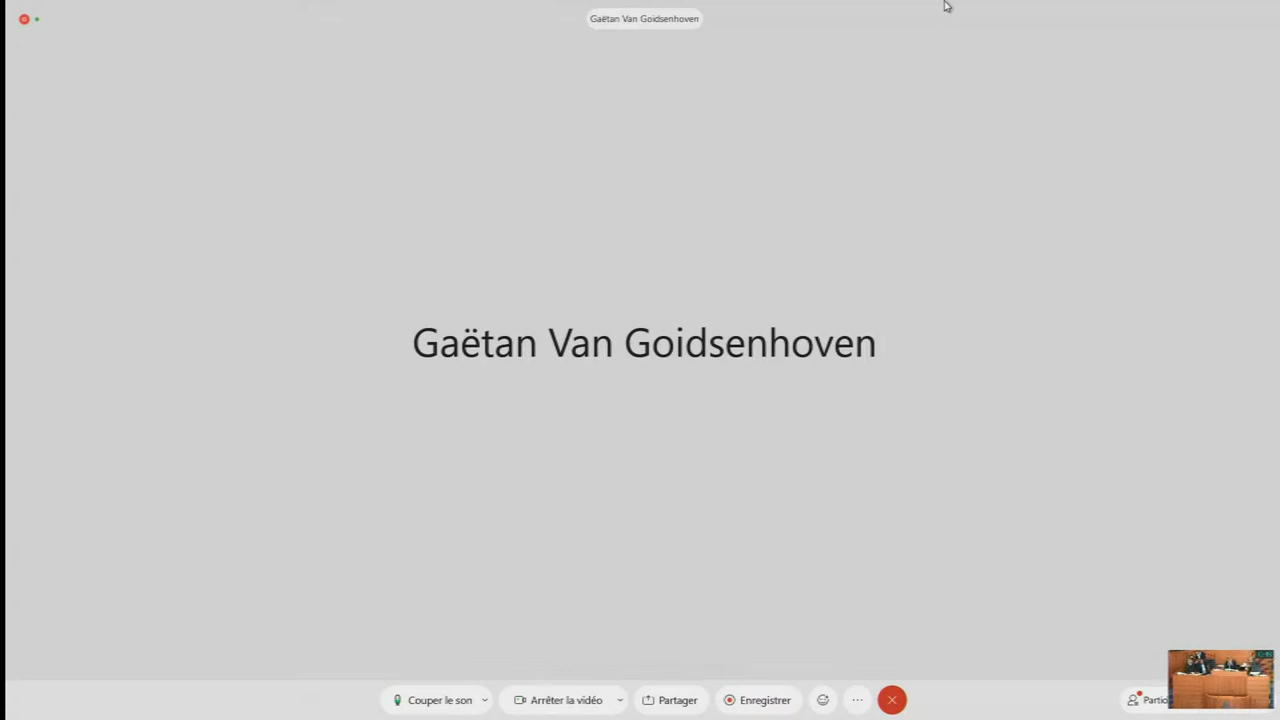 Gaëtan Van Goidsenhoven
Gaëtan Van Goidsenhoven
Couper le son
Arrêter la vidéo
Partager
Enregistrer